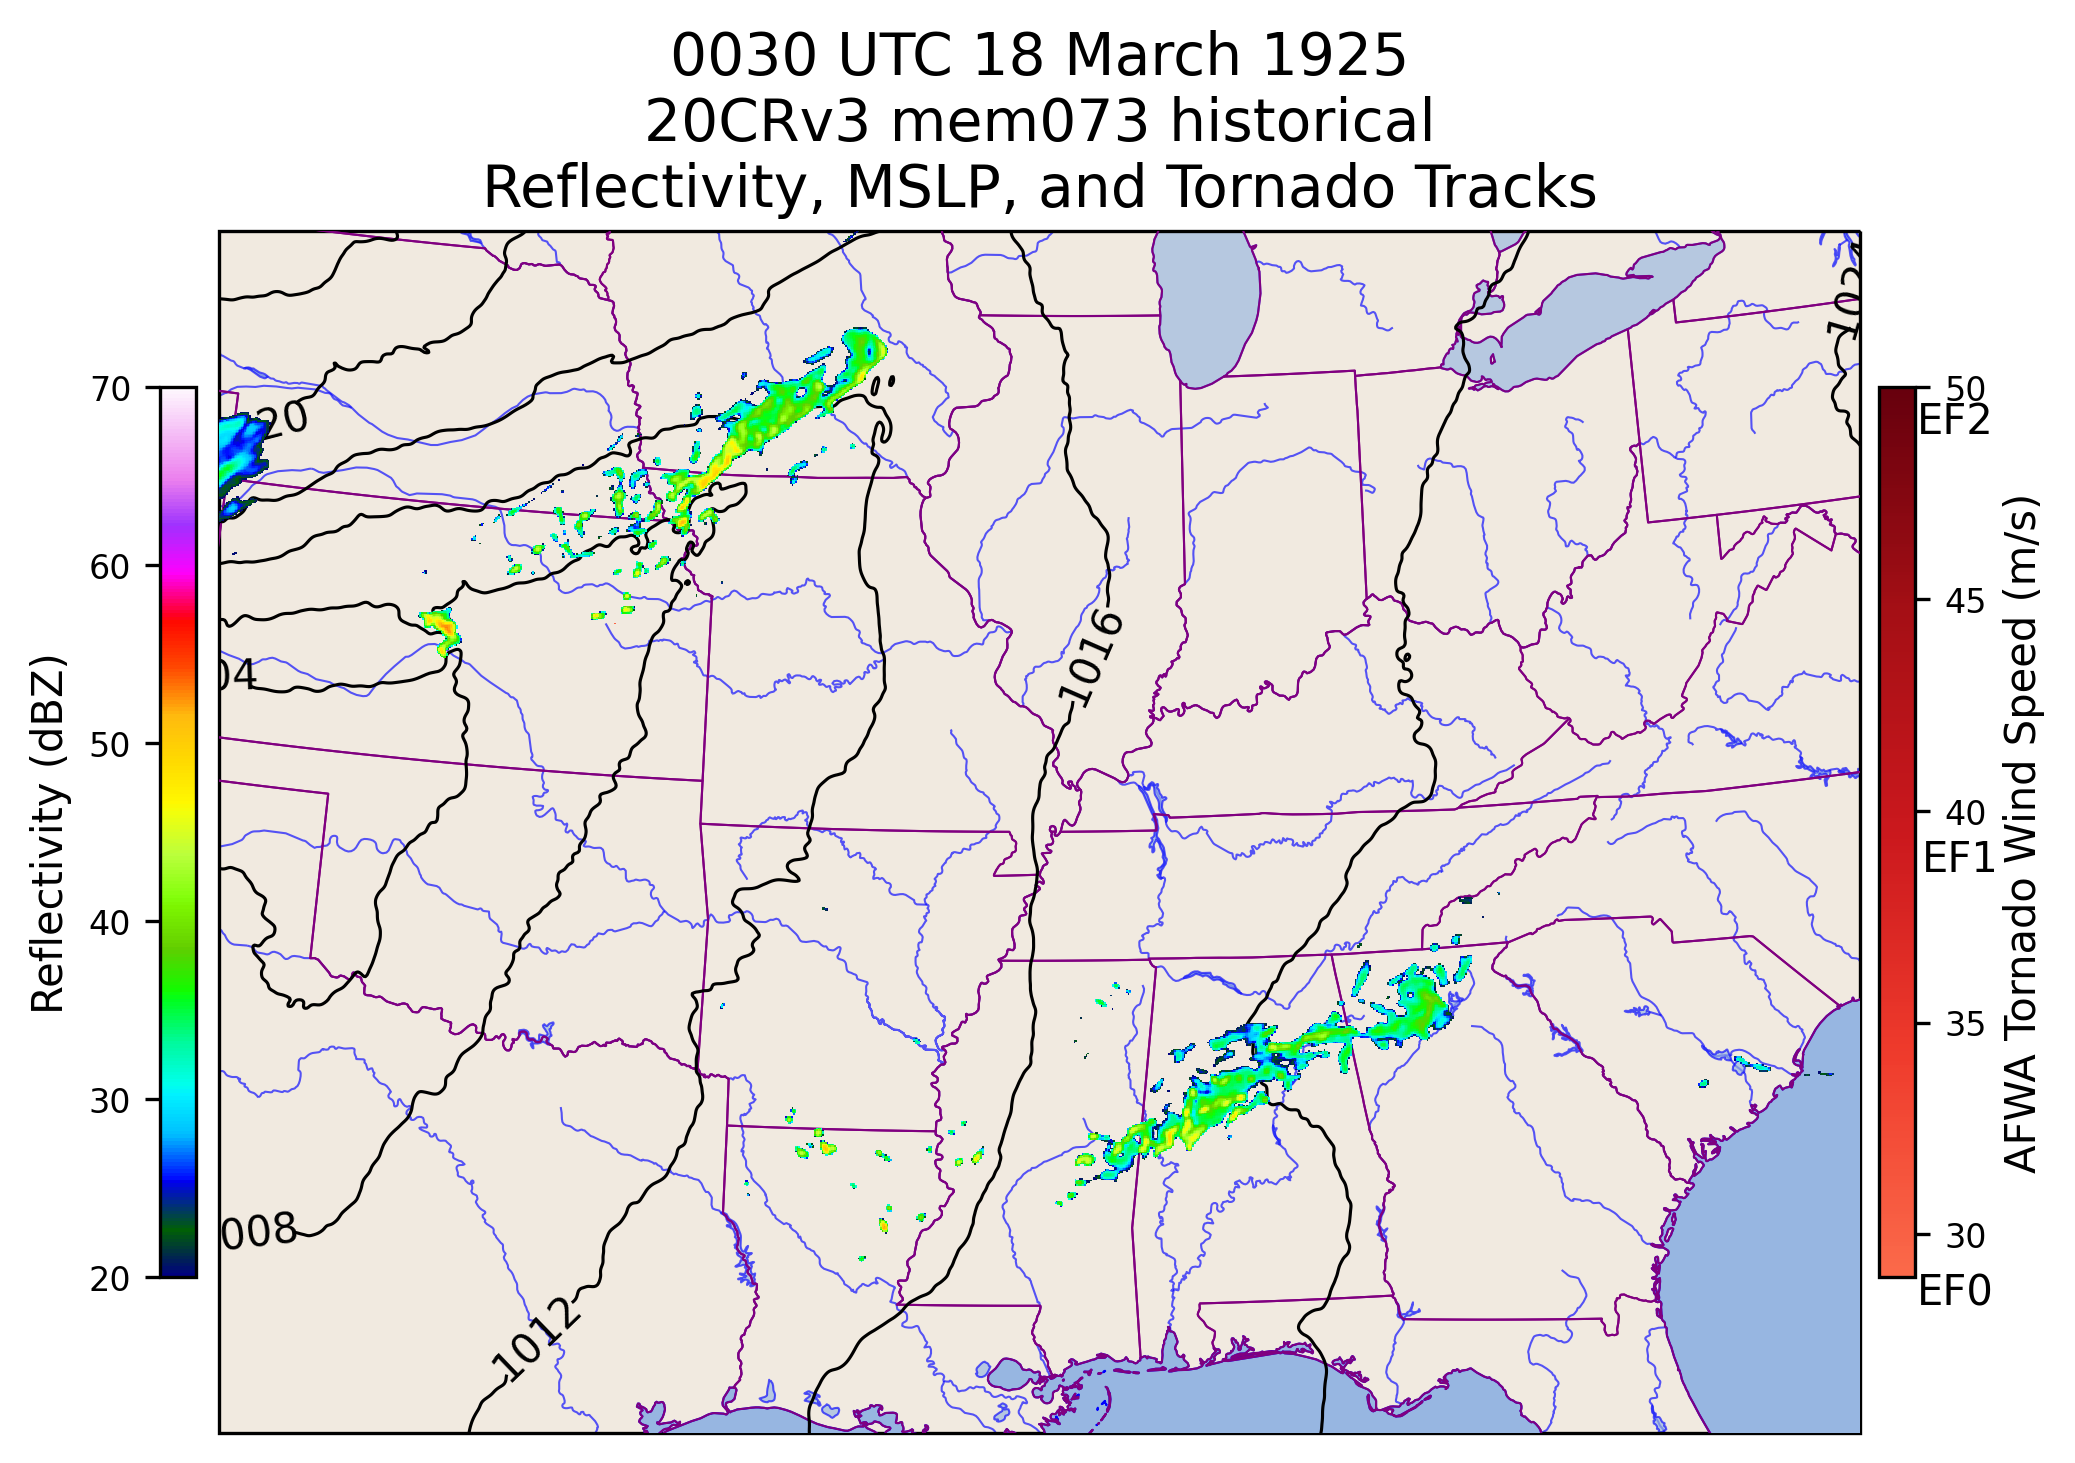 0030 UTC 18 March 1925
20CRv3 mem073 historical
Reflectivity, MSLP, and Tornado Tracks
1024
20
04
1016
008
1012
70
60
50
40
30
20
Reflectivity (dBZ)
50
EF2
45
40
EF1
35
30
EF0
AFWA Tornado Wind Speed (m/s)